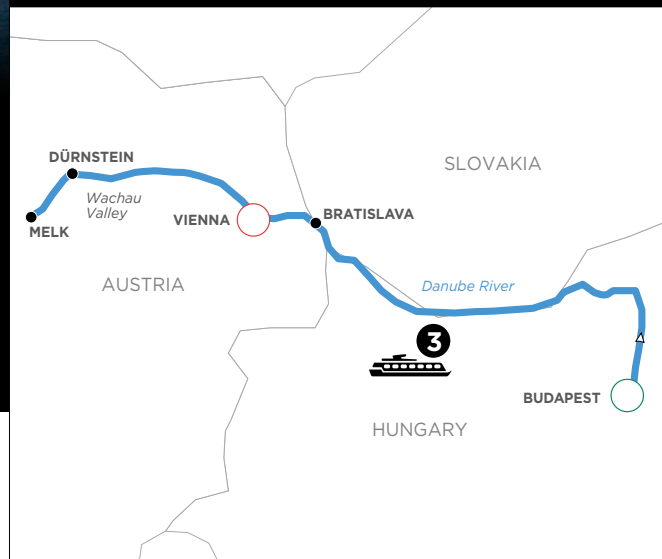 DÜRNSTEIN
SLOVAKIA
Wachau
Valley
VIENNA
BRATISLAVA
MELK
AUSTRIA
Danube River
3
BUDAPEST
HUNGARY